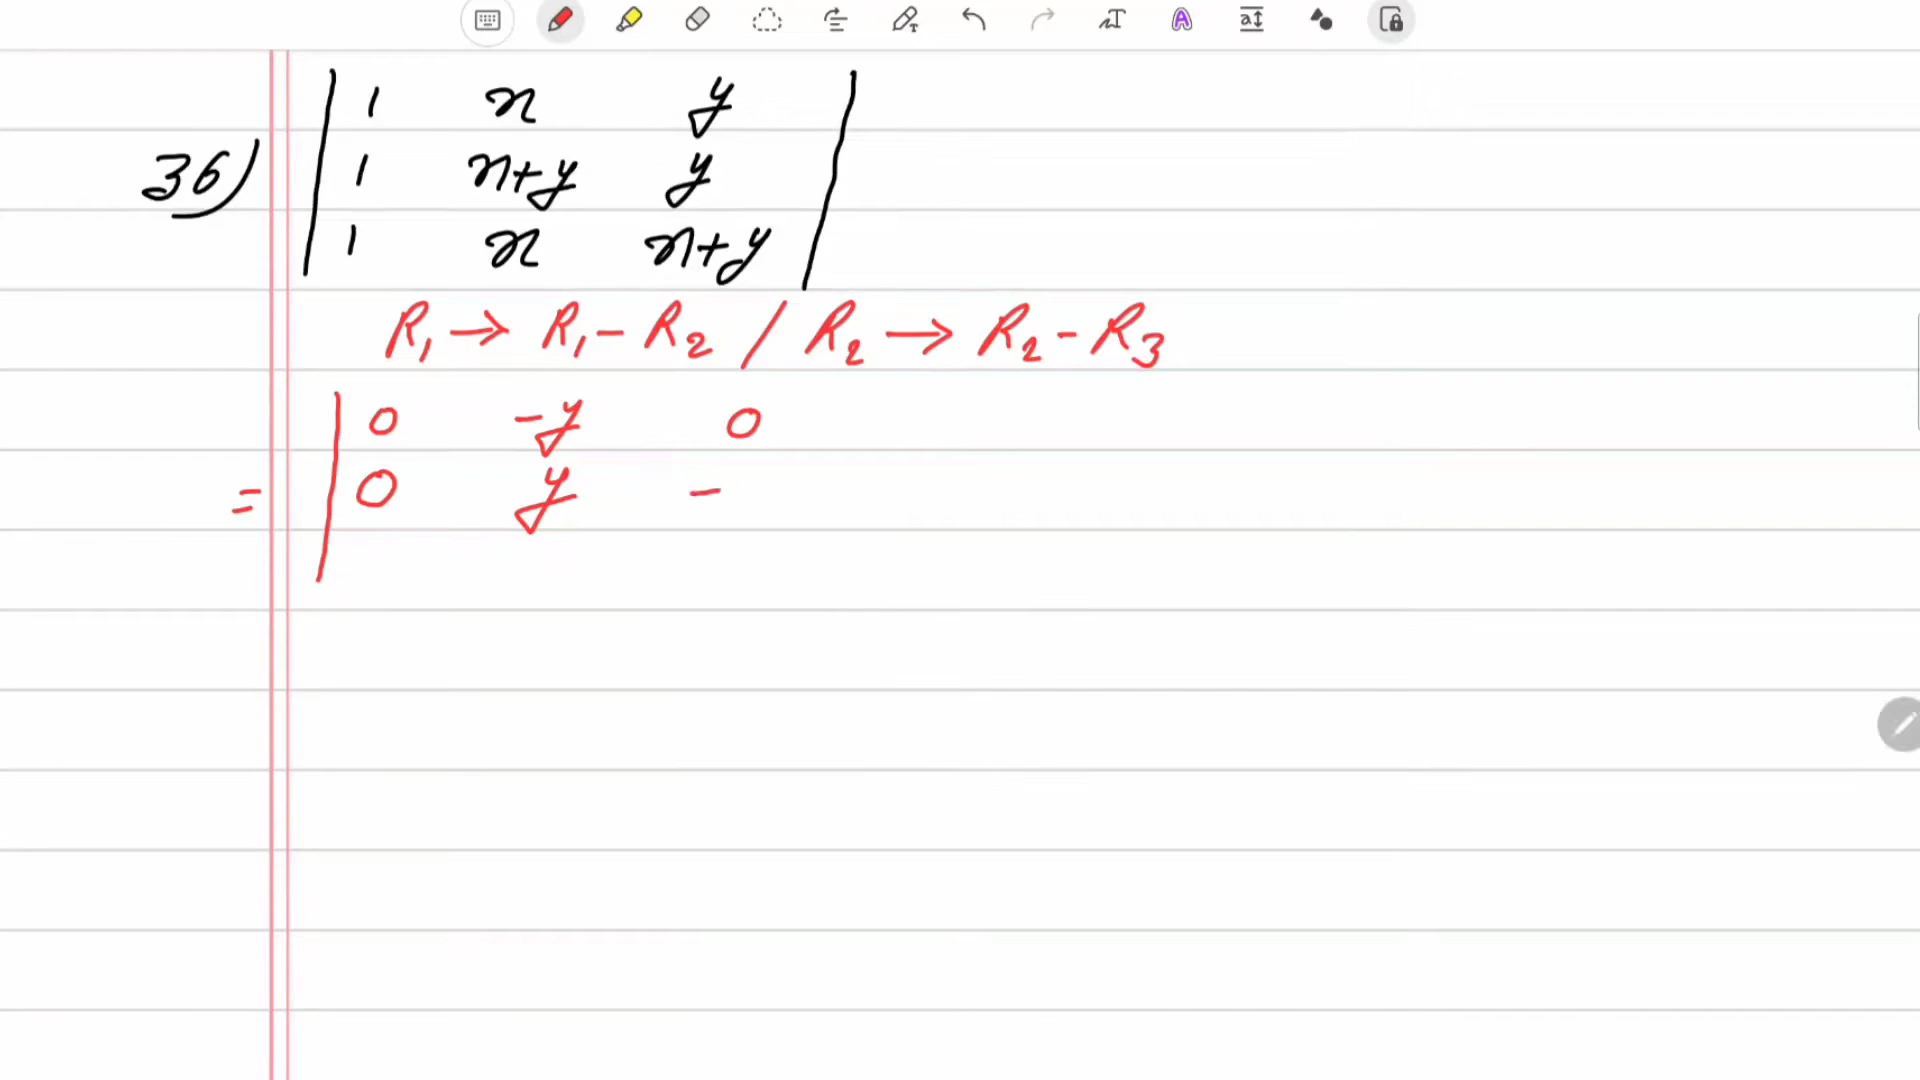 36) | 1 x y |
| 1 x+y y |
| 1 x x+y |
R₁ → R₁ - R₂ / R₂ → R₂ - R₃
| 0 -y 0
= | 0 y -